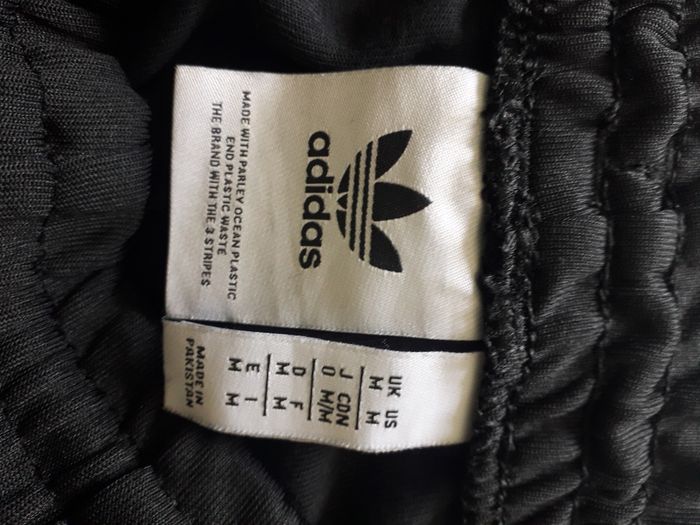 adidas
MADE WITH PARLEY OCEAN PLASTIC
END PLASTIC WASTE
THE BRAND WITH THE 3 STRIPES
UK US
M M
J CDN
O M/M
D F
M M
E I
M M
MADE IN
PAKISTAN